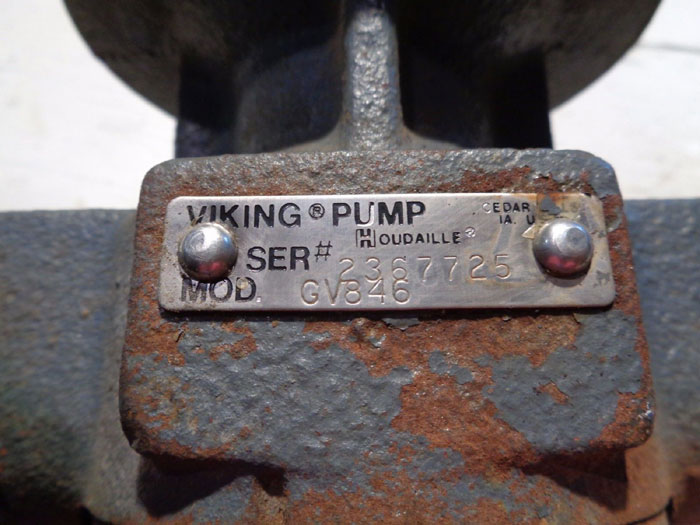 VIKING® PUMP
CEDAR
IA. U
HOUDAILLE®
SER# 2367725
MOD. GV846